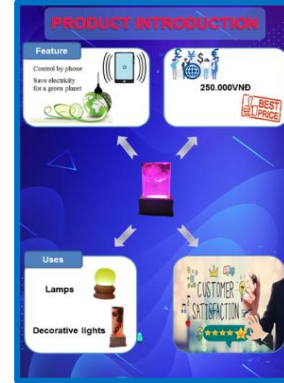 PRODUCT INTRODUCTION
Feature
Control by phone
Save electricity
for a green planet
250.000VNĐ
BEST
PRICE
Uses
Lamps
Decorative lights
CUSTOMER
SATISFACTION